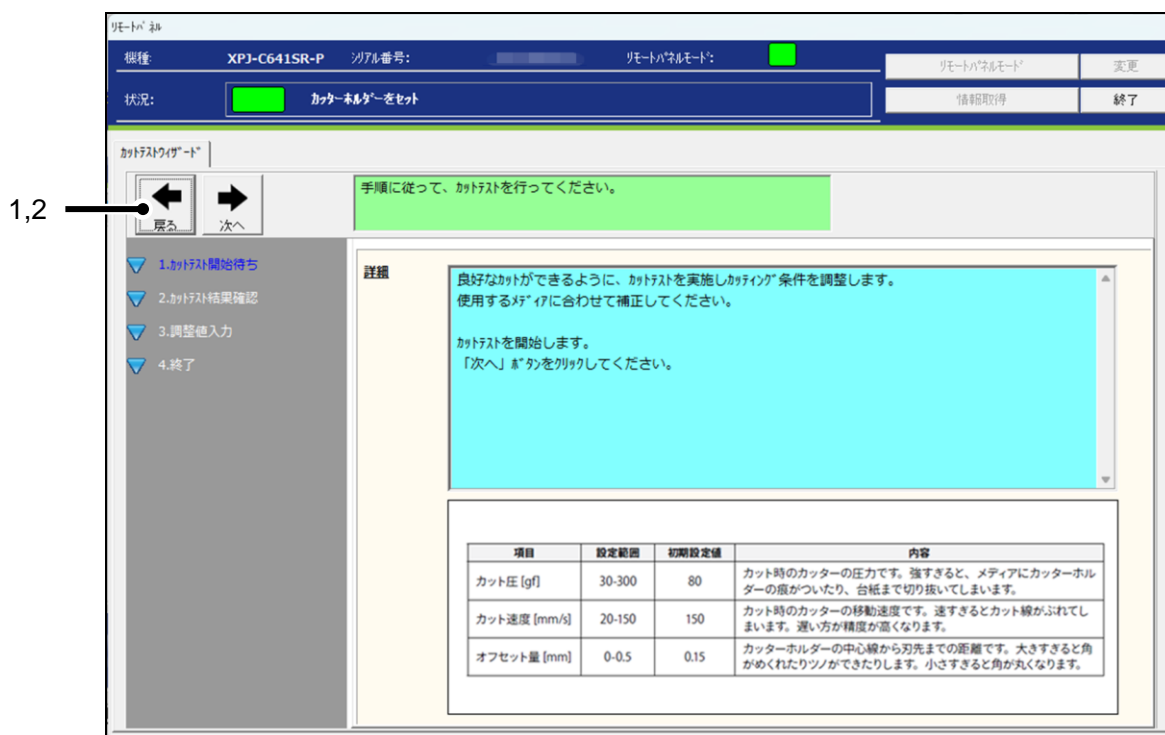 ﾘﾓｰﾄﾊﾟﾈﾙ
機種: XPJ-C641SR-P ｼﾘｱﾙ番号: ﾘﾓｰﾄﾊﾟﾈﾙﾓｰﾄﾞ: ﾘﾓｰﾄﾊﾟﾈﾙﾓｰﾄﾞ 変更
状況: ｶｯﾀｰﾎﾙﾀﾞｰをｾｯﾄ 情報取得 終了
ｶｯﾄﾃｽﾄｳｨｻﾞｰﾄﾞ
1,2
戻る 次へ
手順に従って、ｶｯﾄﾃｽﾄを行ってください。
1.ｶｯﾄﾃｽﾄ開始待ち
2.ｶｯﾄﾃｽﾄ結果確認
3.調整値入力
4.終了
詳細
良好なｶｯﾄができるように、ｶｯﾄﾃｽﾄを実施しｶｯﾃｨﾝｸﾞ条件を調整します。
使用するﾒﾃﾞｨｱに合わせて補正してください。
ｶｯﾄﾃｽﾄを開始します。
「次へ」ﾎﾞﾀﾝをｸﾘｯｸしてください。
項目 設定範囲 初期設定値 内容
カット圧 [gf] 30-300 80 カット時のカッターの圧力です。強すぎると、メディアにカッターホル
ダーの痕がついたり、台紙まで切り抜いてしまいます。
カット速度 [mm/s] 20-150 150 カット時のカッターの移動速度です。速すぎるとカット線がぶれてし
まいます。遅い方が精度が高くなります。
オフセット量 [mm] 0-0.5 0.15 カッターホルダーの中心線から刃先までの距離です。大きすぎると角
がめくれたりツノができたりします。小さすぎると角が丸くなります。